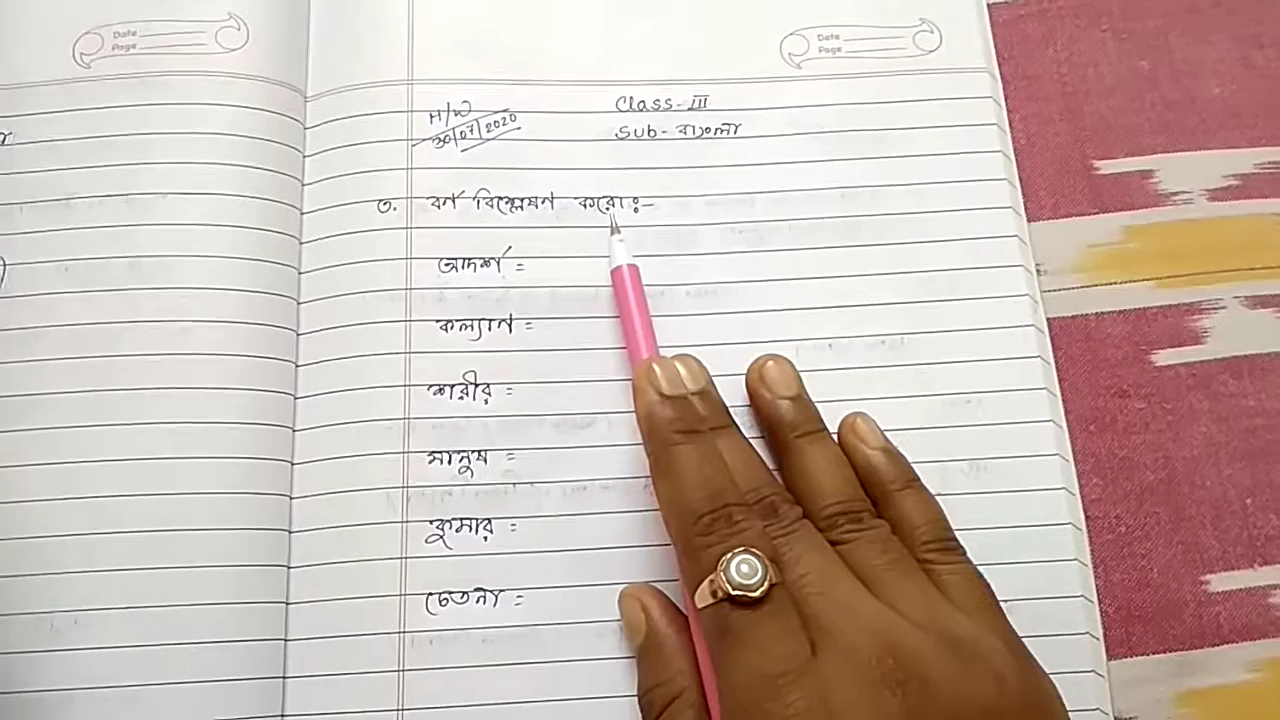 Date
Page
Date
Page
H/W
30/07/2020
Class-III
Sub-বাংলা
৩. বর্ণ বিশ্লেষণ করো:-
আদর্শ =
কল্যাণ =
শরীর =
মানুষ =
কুমার =
চেতনা =